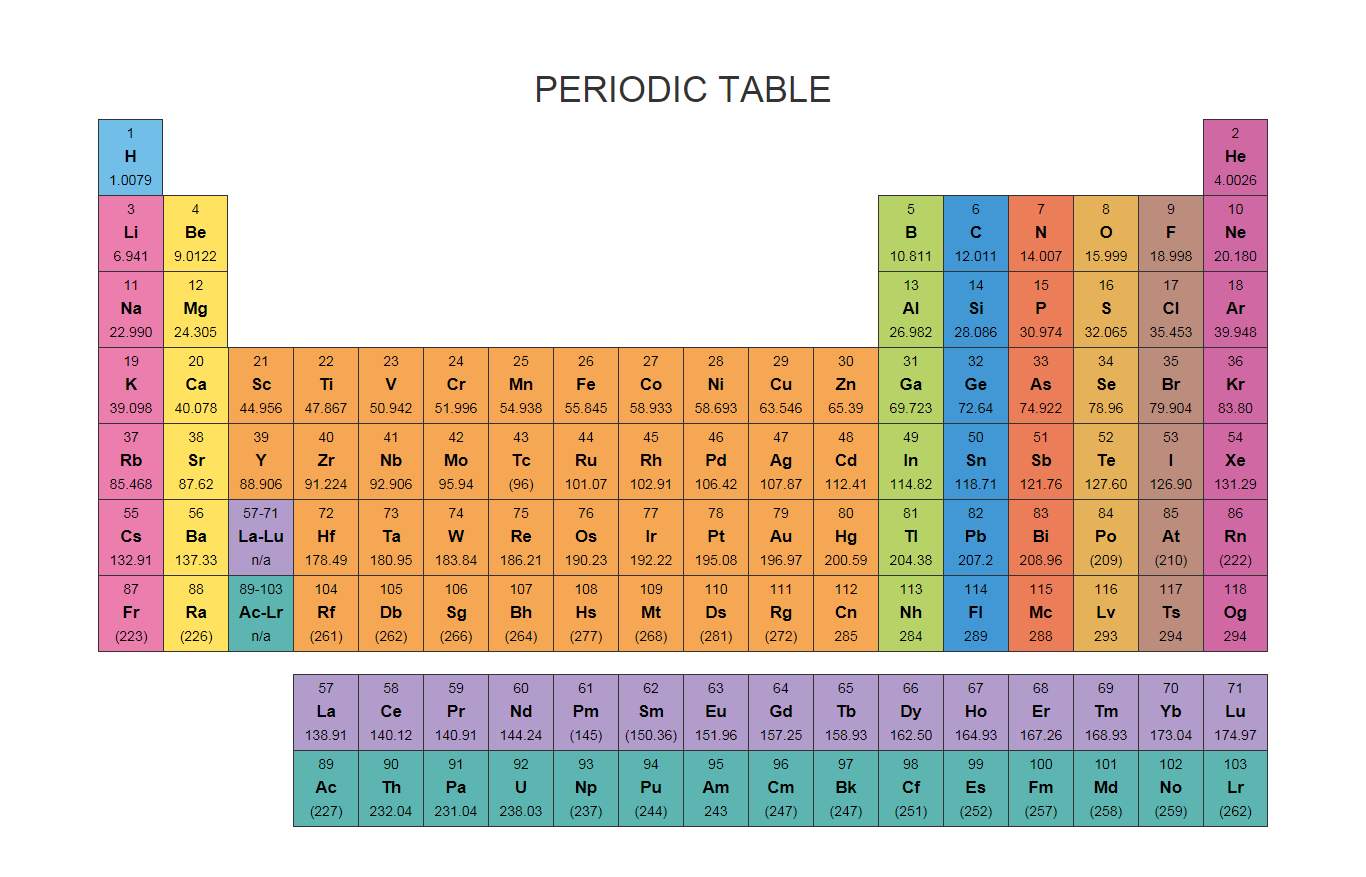 PERIODIC TABLE
1 2
H He
1.0079 4.0026
3 4 5 6 7 8 9 10
Li Be B C N O F Ne
6.941 9.0122 10.811 12.011 14.007 15.999 18.998 20.180
11 12 13 14 15 16 17 18
Na Mg Al Si P S Cl Ar
22.990 24.305 26.982 28.086 30.974 32.065 35.453 39.948
19 20 21 22 23 24 25 26 27 28 29 30 31 32 33 34 35 36
K Ca Sc Ti V Cr Mn Fe Co Ni Cu Zn Ga Ge As Se Br Kr
39.098 40.078 44.956 47.867 50.942 51.996 54.938 55.845 58.933 58.693 63.546 65.39 69.723 72.64 74.922 78.96 79.904 83.80
37 38 39 40 41 42 43 44 45 46 47 48 49 50 51 52 53 54
Rb Sr Y Zr Nb Mo Tc Ru Rh Pd Ag Cd In Sn Sb Te I Xe
85.468 87.62 88.906 91.224 92.906 95.94 (96) 101.07 102.91 106.42 107.87 112.41 114.82 118.71 121.76 127.60 126.90 131.29
55 56 57-71 72 73 74 75 76 77 78 79 80 81 82 83 84 85 86
Cs Ba La-Lu Hf Ta W Re Os Ir Pt Au Hg Tl Pb Bi Po At Rn
132.91 137.33 n/a 178.49 180.95 183.84 186.21 190.23 192.22 195.08 196.97 200.59 204.38 207.2 208.96 (209) (210) (222)
87 88 89-103 104 105 106 107 108 109 110 111 112 113 114 115 116 117 118
Fr Ra Ac-Lr Rf Db Sg Bh Hs Mt Ds Rg Cn Nh Fl Mc Lv Ts Og
(223) (226) n/a (261) (262) (266) (264) (277) (268) (281) (272) 285 284 289 288 293 294 294
57 58 59 60 61 62 63 64 65 66 67 68 69 70 71
La Ce Pr Nd Pm Sm Eu Gd Tb Dy Ho Er Tm Yb Lu
138.91 140.12 140.91 144.24 (145) (150.36) 151.96 157.25 158.93 162.50 164.93 167.26 168.93 173.04 174.97
89 90 91 92 93 94 95 96 97 98 99 100 101 102 103
Ac Th Pa U Np Pu Am Cm Bk Cf Es Fm Md No Lr
(227) 232.04 231.04 238.03 (237) (244) 243 (247) (247) (251) (252) (257) (258) (259) (262)